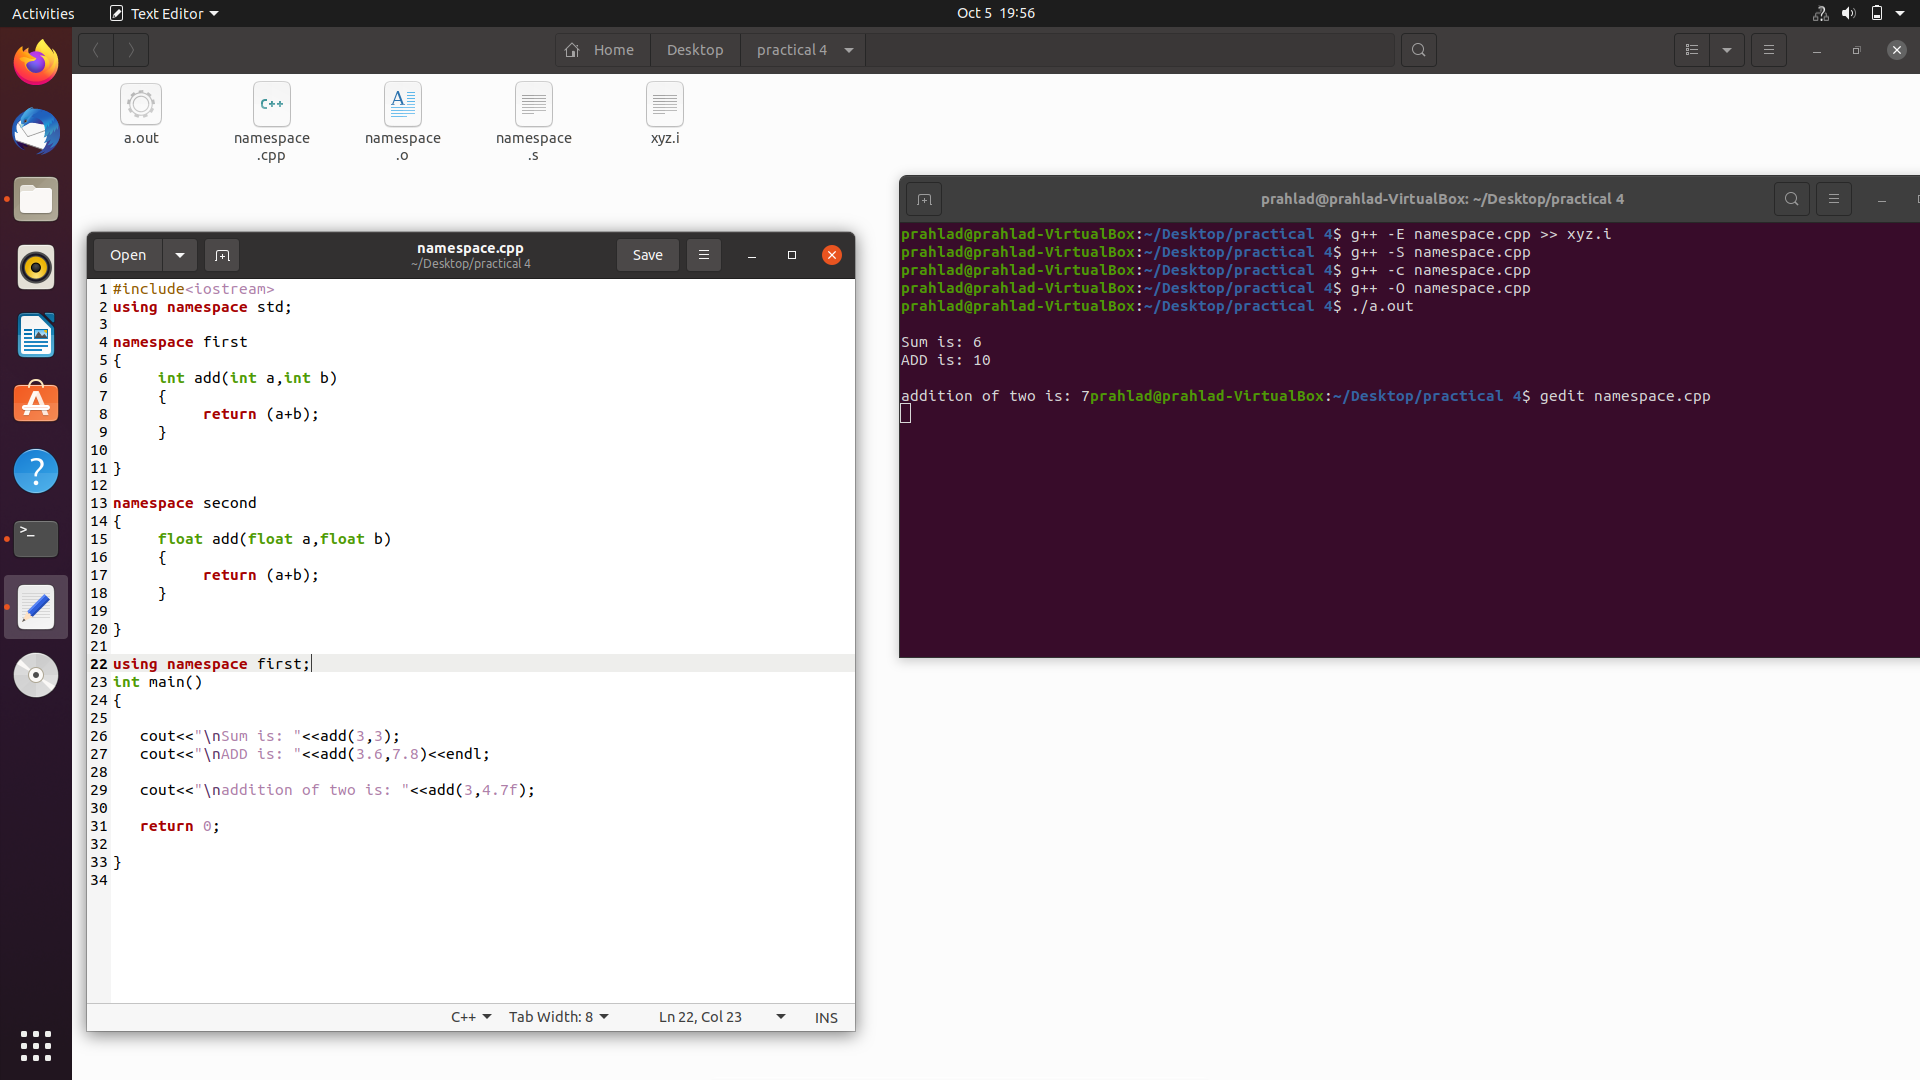 Activities
Text Editor
Oct 5 19:56
Home
Desktop
practical 4
a.out
namespace
.cpp
namespace
.o
namespace
.s
xyz.i
C++
A
Open
namespace.cpp
~/Desktop/practical 4
Save
1 #include<iostream>
2 using namespace std;
3
4 namespace first
5 {
6 int add(int a,int b)
7 {
8 return (a+b);
9 }
10
11 }
12
13 namespace second
14 {
15 float add(float a,float b)
16 {
17 return (a+b);
18 }
19
20 }
21
22 using namespace first;
23 int main()
24 {
25
26 cout<<"\nSum is: "<<add(3,3);
27 cout<<"\nADD is: "<<add(3.6,7.8)<<endl;
28
29 cout<<"\naddition of two is: "<<add(3,4.7f);
30
31 return 0;
32
33 }
34
C++
Tab Width: 8
Ln 22, Col 23
INS
prahlad@prahlad-VirtualBox: ~/Desktop/practical 4
prahlad@prahlad-VirtualBox:~/Desktop/practical 4$ g++ -E namespace.cpp >> xyz.i
prahlad@prahlad-VirtualBox:~/Desktop/practical 4$ g++ -S namespace.cpp
prahlad@prahlad-VirtualBox:~/Desktop/practical 4$ g++ -c namespace.cpp
prahlad@prahlad-VirtualBox:~/Desktop/practical 4$ g++ -O namespace.cpp
prahlad@prahlad-VirtualBox:~/Desktop/practical 4$ ./a.out
Sum is: 6
ADD is: 10
addition of two is: 7prahlad@prahlad-VirtualBox:~/Desktop/practical 4$ gedit namespace.cpp